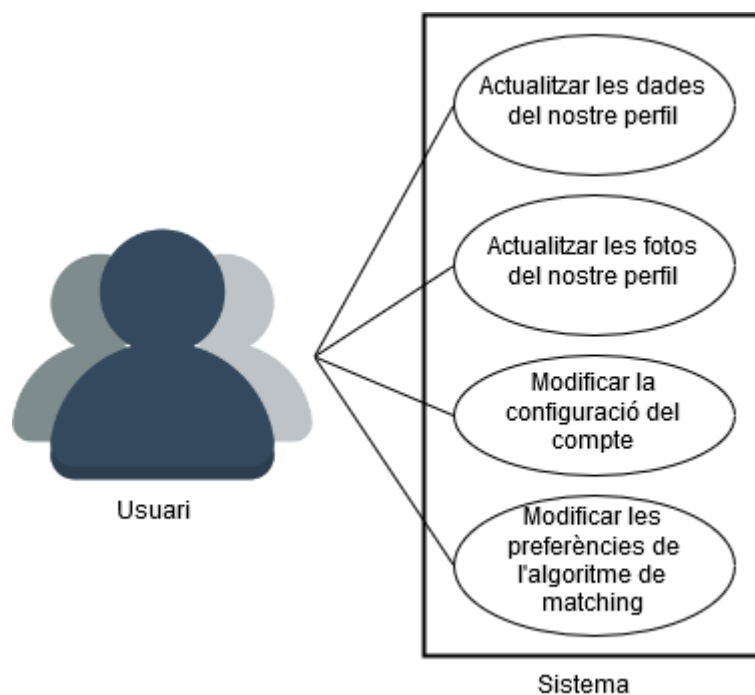 Actualitzar les dades
del nostre perfil
Actualitzar les fotos
del nostre perfil
Modificar la
configuració del
compte
Modificar les
preferències de
l'algoritme de
matching
Usuari
Sistema